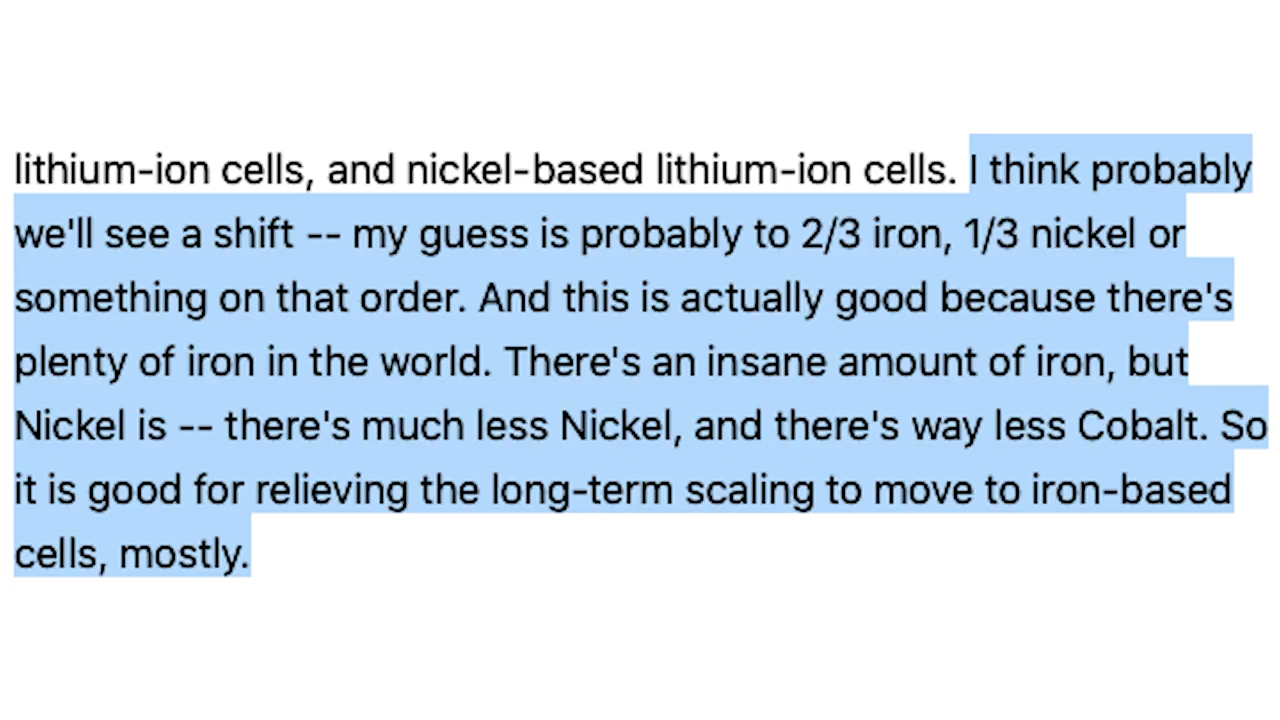 lithium-ion cells, and nickel-based lithium-ion cells. I think probably
we'll see a shift -- my guess is probably to 2/3 iron, 1/3 nickel or
something on that order. And this is actually good because there's
plenty of iron in the world. There's an insane amount of iron, but
Nickel is -- there's much less Nickel, and there's way less Cobalt. So
it is good for relieving the long-term scaling to move to iron-based
cells, mostly.